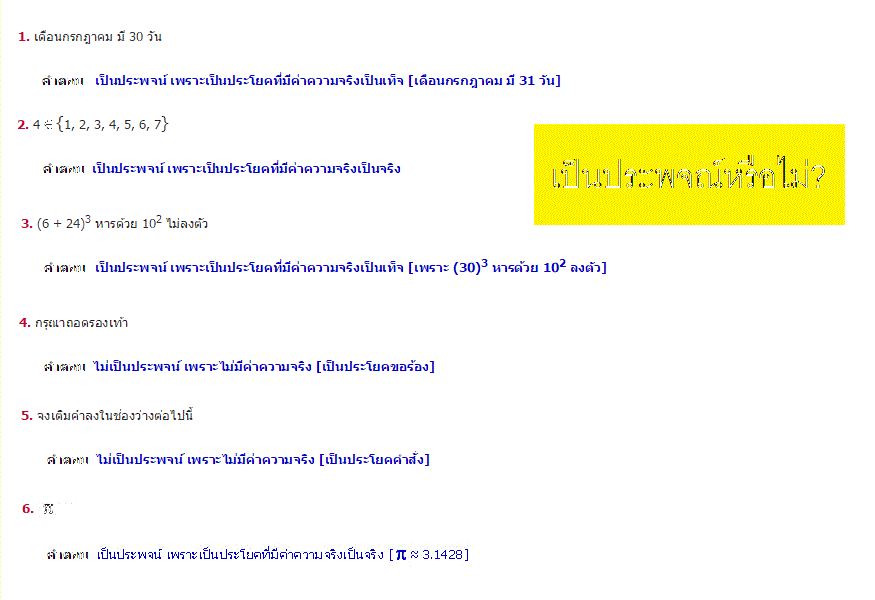 1. เดือนกรกฎาคม มี 30 วัน
คำตอบ เป็นประพจน์ เพราะเป็นประโยคที่มีค่าความจริงเป็นเท็จ [เดือนกรกฎาคม มี 31 วัน]
2. 4 ∈ {1, 2, 3, 4, 5, 6, 7}
เป็นประพจณ์หรือไม่?
คำตอบ เป็นประพจน์ เพราะเป็นประโยคที่มีค่าความจริงเป็นจริง
3. (6 + 24)³ หารด้วย 10² ไม่ลงตัว
คำตอบ เป็นประพจน์ เพราะเป็นประโยคที่มีค่าความจริงเป็นเท็จ [เพราะ (30)³ หารด้วย 10² ลงตัว]
4. กรุณาถอดรองเท้า
คำตอบ ไม่เป็นประพจน์ เพราะไม่มีค่าความจริง [เป็นประโยคขอร้อง]
5. จงเติมคำลงในช่องว่างต่อไปนี้
คำตอบ ไม่เป็นประพจน์ เพราะไม่มีค่าความจริง [เป็นประโยคคำสั่ง]
6. π
คำตอบ เป็นประพจน์ เพราะเป็นประโยคที่มีค่าความจริงเป็นจริง [ π ≈ 3.1428]